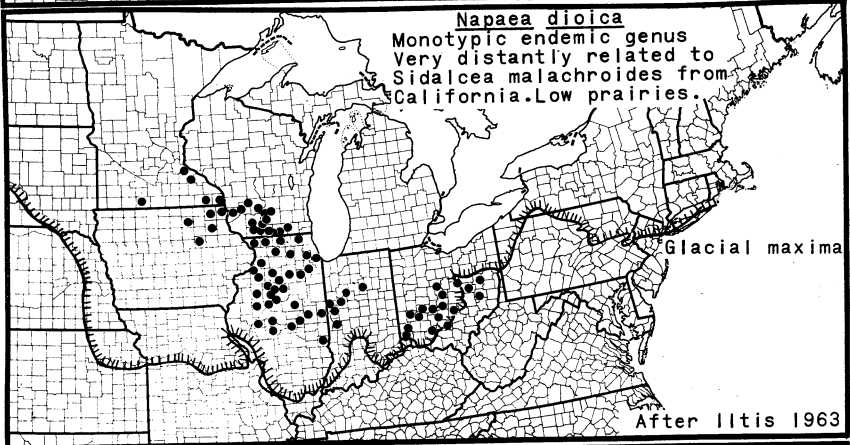 Napaea dioica
Monotypic endemic genus
Very distantly related to
Sidalcea malachroides from
California.Low prairies.
Glacial maxima
After Iltis 1963